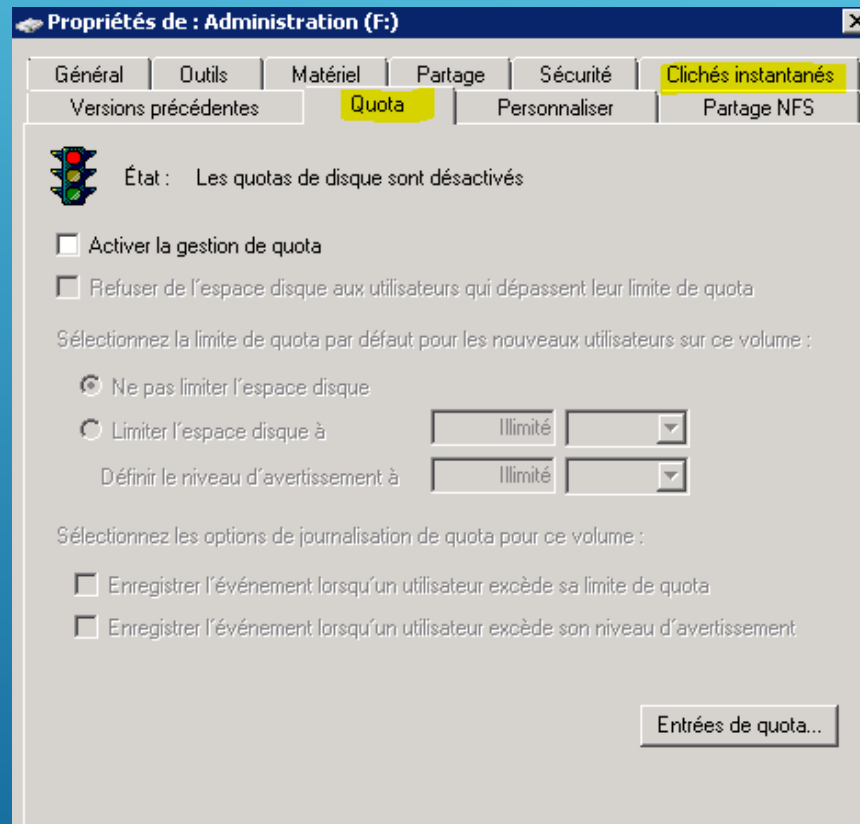 Propriétés de : Administration (F:)
Général Outils Matériel Partage Sécurité Clichés instantanés
Versions précédentes Quota Personnaliser Partage NFS
État : Les quotas de disque sont désactivés
Activer la gestion de quota
Refuser de l'espace disque aux utilisateurs qui dépassent leur limite de quota
Sélectionnez la limite de quota par défaut pour les nouveaux utilisateurs sur ce volume :
Ne pas limiter l'espace disque
Limiter l'espace disque à Illimité
Définir le niveau d'avertissement à Illimité
Sélectionnez les options de journalisation de quota pour ce volume :
Enregistrer l'événement lorsqu'un utilisateur excède sa limite de quota
Enregistrer l'événement lorsqu'un utilisateur excède son niveau d'avertissement
Entrées de quota...